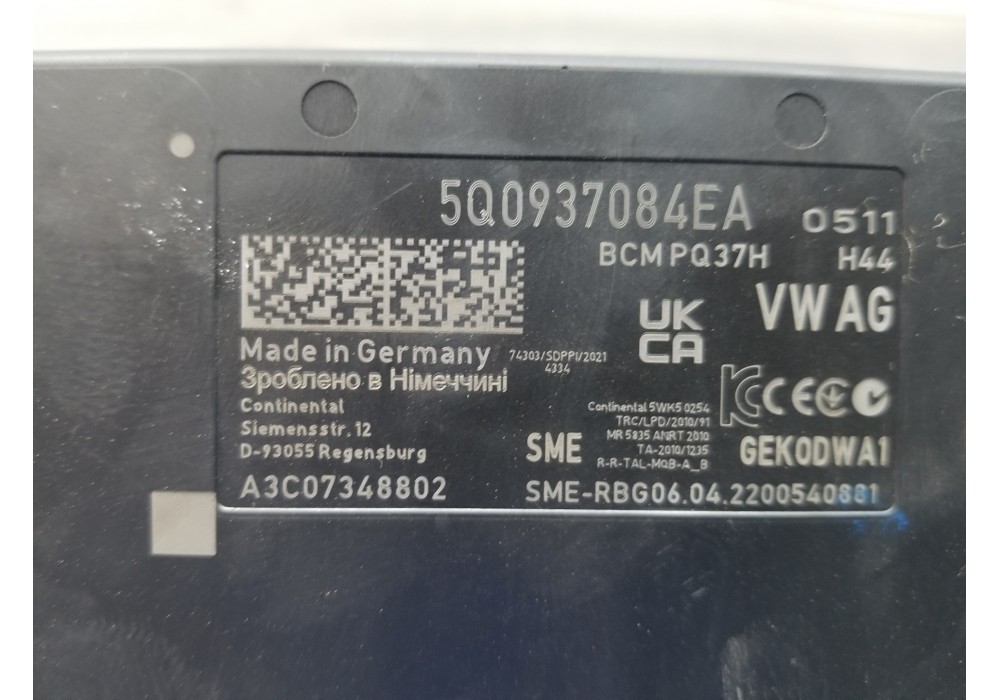 5Q0937084EA 0511
BCM PQ37H H44
VW AG
UK
CA
Made in Germany
Зроблено в Німеччині
74303/SDPPI/2021
4334
Continental
Siemensstr. 12
D-93055 Regensburg
Continental 5WK5 0254
TRC/LPD/2010/91
MR 5835 ANRT 2010
TA-2010/1235
R-R-TAL-MQB-A_B
SME
KC CE
GEK0DWA1
A3C07348802
SME-RBG06.04.2200540881